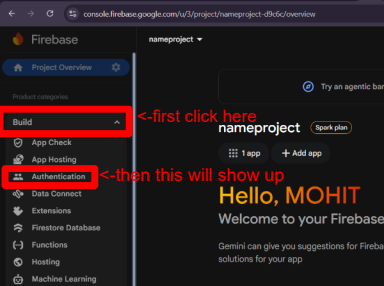 console.firebase.google.com/u/3/project/nameproject-d9c6c/overview
Firebase
nameproject
Project Overview
Try an agentic
Product categories
Build
<-first click here
App Check
nameproject
Spark plan
App Hosting
1 app
+ Add app
Authentication
<-then this will show up
Data Connect
Hello, MOHIT
Extensions
Welcome to your Firebase
Firestore Database
Functions
Gemini can give you suggestions for Fireba
Hosting
solutions for your app
Machine Learning